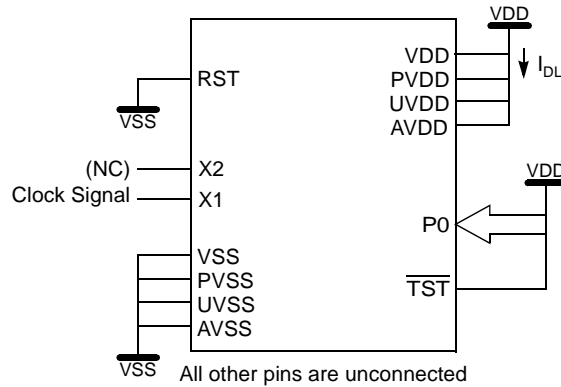 VDD
VDD
I_DL
PVDD
RST
UVDD
VSS
AVDD
(NC)
X2
VDD
Clock Signal
X1
P0
VSS
PVSS
TST
UVSS
AVSS
VSS
All other pins are unconnected